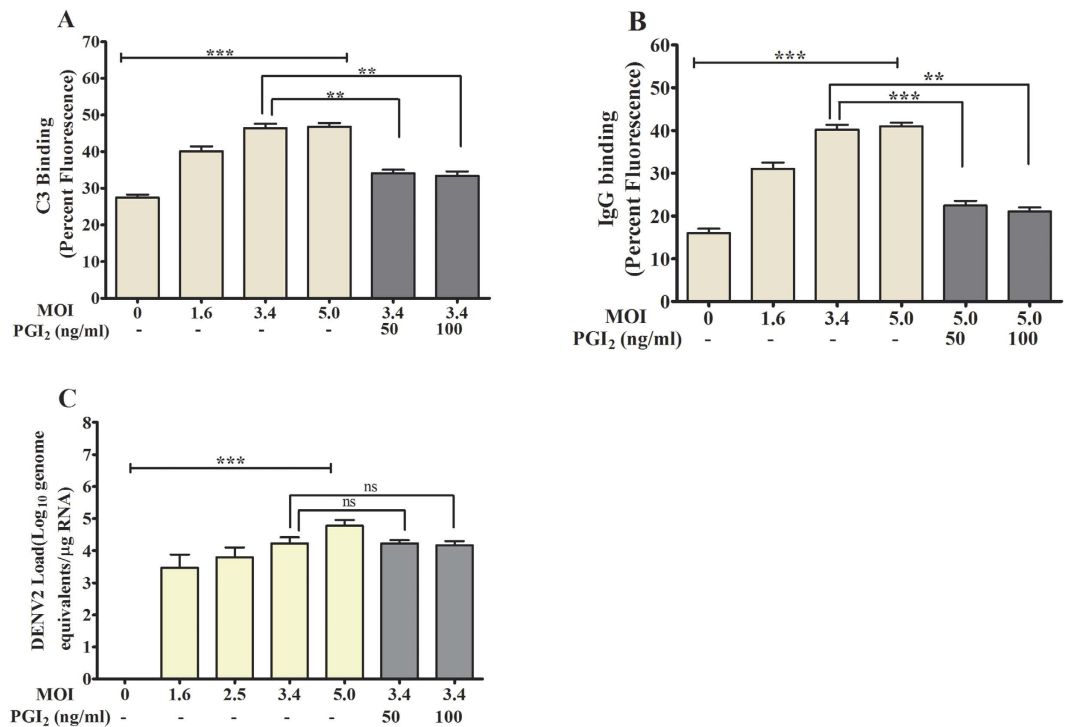 A
C3 Binding
(Percent Fluorescence)
70
60
50
40
30
20
10
0
***
**
**
MOI 0 1.6 3.4 5.0 3.4 3.4
PGI2 (ng/ml) - - - - 50 100
B
IgG binding
(Percent Fluorescence)
60
50
40
30
20
10
0
***
**
***
MOI 0 1.6 3.4 5.0 5.0 5.0
PGI2 (ng/ml) - - - - 50 100
C
DENV2 Load(Log10 genome
equivalents/µg RNA)
8
7
6
5
4
3
2
1
0
***
ns
ns
MOI 0 1.6 2.5 3.4 5.0 3.4 3.4
PGI2 (ng/ml) - - - - - 50 100